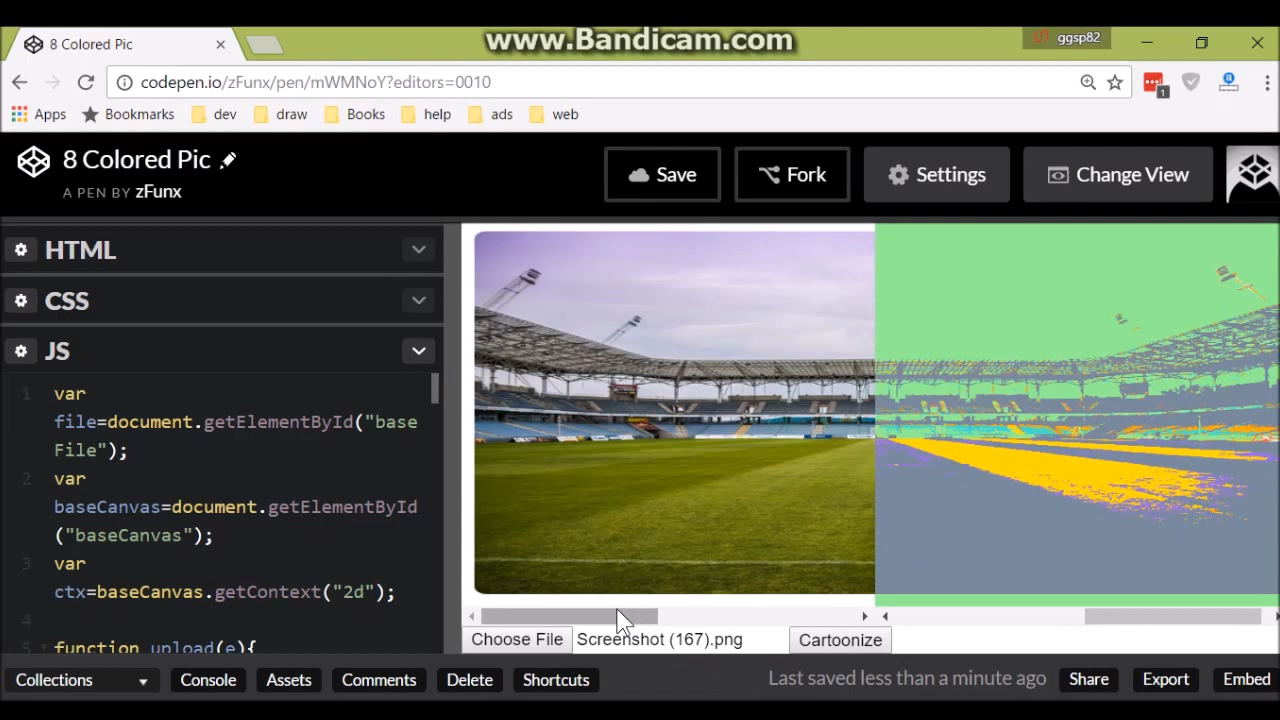 www.Bandicam.com
8 Colored Pic
ggsp82
codepen.io/zFunx/pen/mWMNoY?editors=0010
1
Apps Bookmarks dev draw Books help ads web
8 Colored Pic
A PEN BY zFunx
Save Fork Settings Change View
HTML
CSS
JS
1 var
file=document.getElementById("base
File");
2 var
baseCanvas=document.getElementById
("baseCanvas");
3 var
ctx=baseCanvas.getContext("2d");
4
5 function upload(e){
Choose File Screenshot (167).png Cartoonize
Collections Console Assets Comments Delete Shortcuts Last saved less than a minute ago Share Export Embed